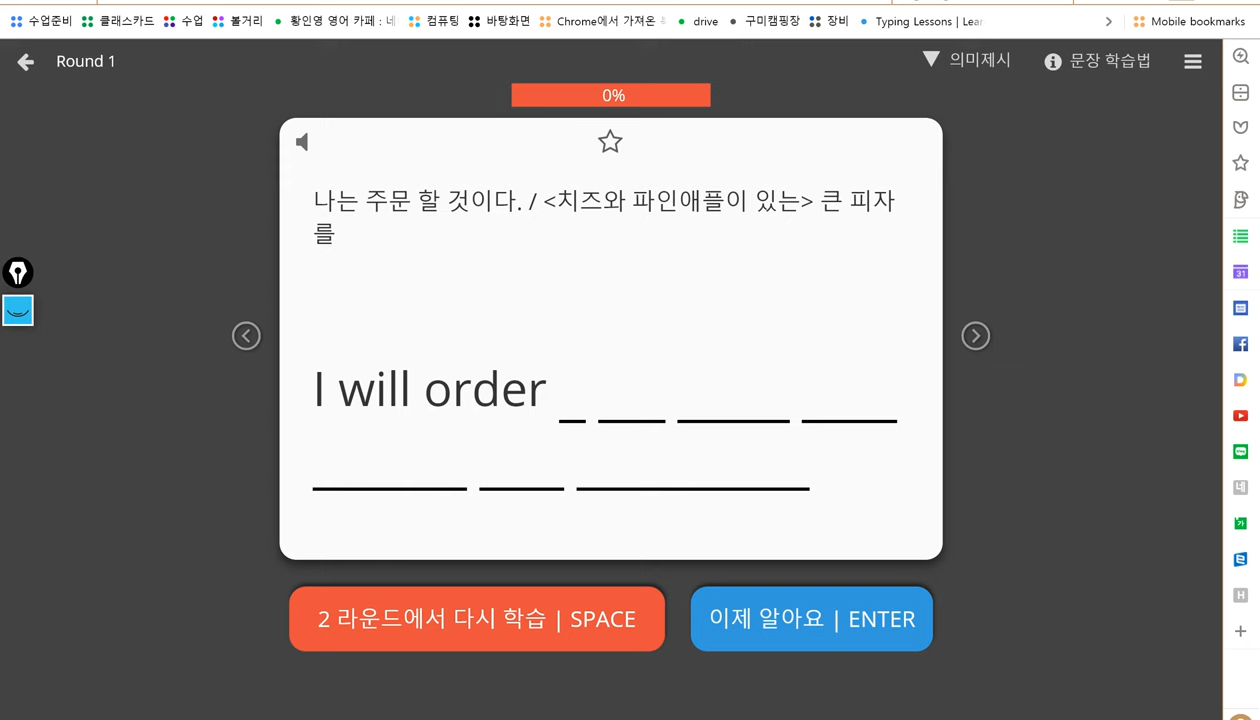 수업준비 클래스카드 수업 볼거리 황인영 영어 카페 : 네 컴퓨팅 바탕화면 Chrome에서 가져온 drive 구미캠핑장 장비 Typing Lessons | Lear Mobile bookmarks
Round 1 의미제시 문장 학습법
0%
나는 주문 할 것이다. / <치즈와 파인애플이 있는> 큰 피자
를
I will order
2 라운드에서 다시 학습 | SPACE 이제 알아요 | ENTER
31